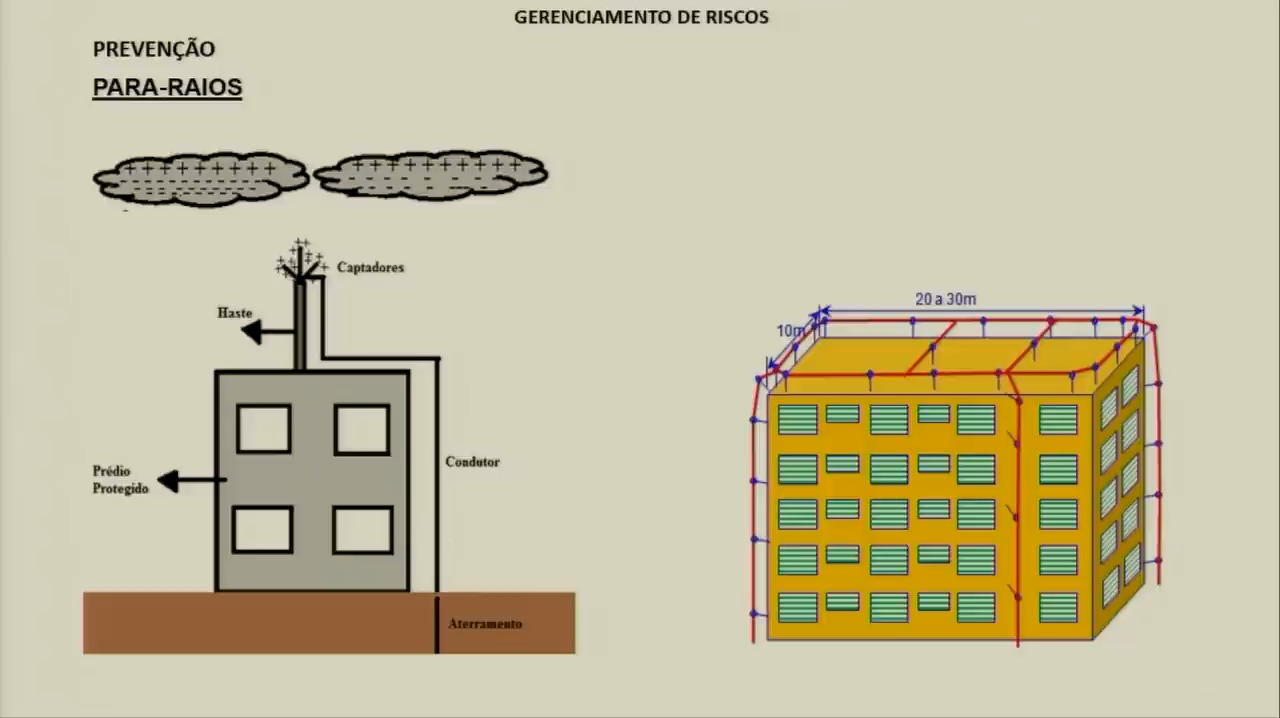 GERENCIAMENTO DE RISCOS
PREVENÇÃO
PARA-RAIOS
Captadores
Haste
20 a 30m
10m
Condutor
Prédio
Protegido
Aterramento